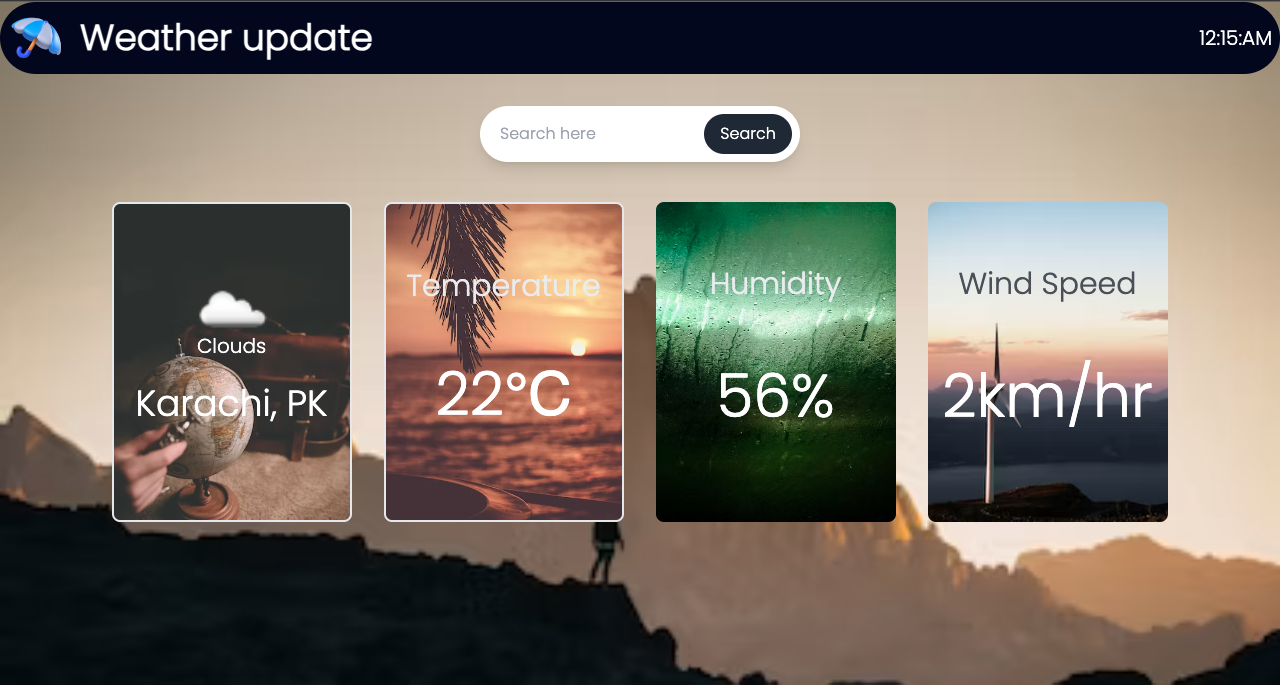 Weather update
12:15:AM
Search here
Search
Clouds
Karachi, PK
Temperature
22°C
Humidity
56%
Wind Speed
2km/hr